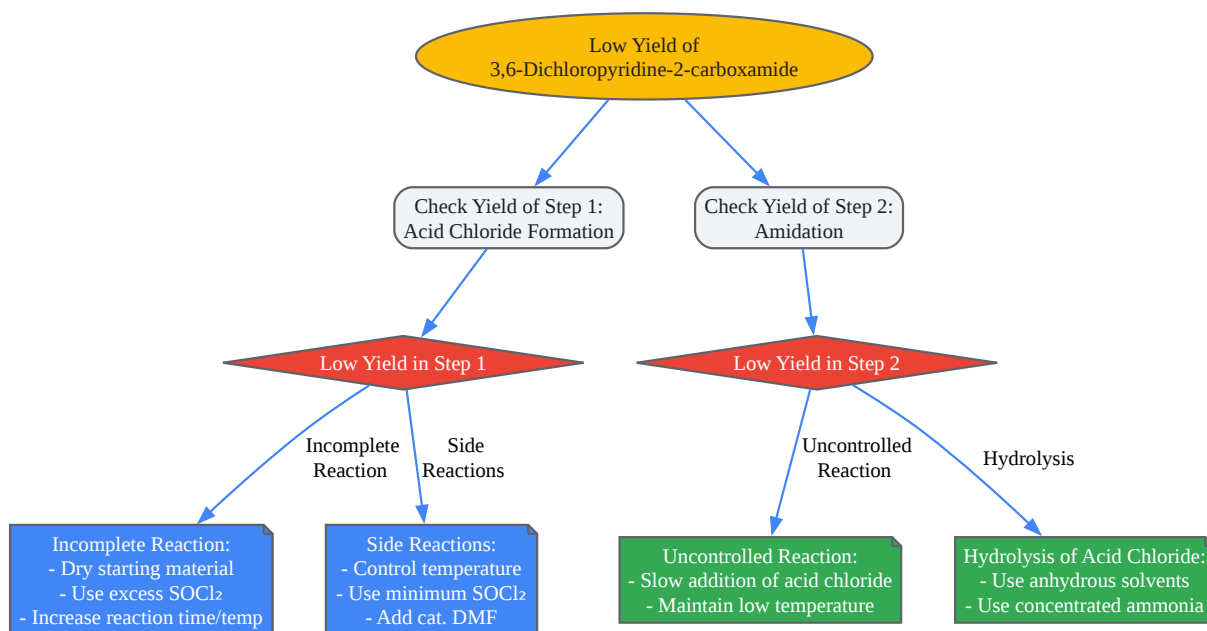 Low Yield of
3,6-Dichloropyridine-2-carboxamide
Check Yield of Step 1:
Acid Chloride Formation
Check Yield of Step 2:
Amidation
Low Yield in Step 1
Low Yield in Step 2
Incomplete
Reaction
Side
Reactions
Uncontrolled
Reaction
Hydrolysis
Incomplete Reaction:
- Dry starting material
- Use excess SOCl₂
- Increase reaction time/temp
Side Reactions:
- Control temperature
- Use minimum SOCl₂
- Add cat. DMF
Uncontrolled Reaction:
- Slow addition of acid chloride
- Maintain low temperature
Hydrolysis of Acid Chloride:
- Use anhydrous solvents
- Use concentrated ammonia